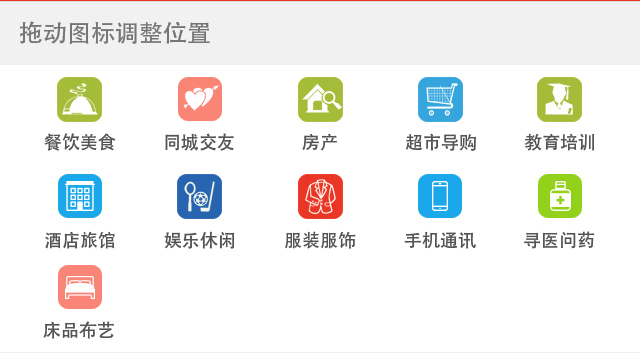 拖动图标调整位置
餐饮美食 同城交友 房产 超市导购 教育培训
酒店旅馆 娱乐休闲 服装服饰 手机通讯 寻医问药
床品布艺